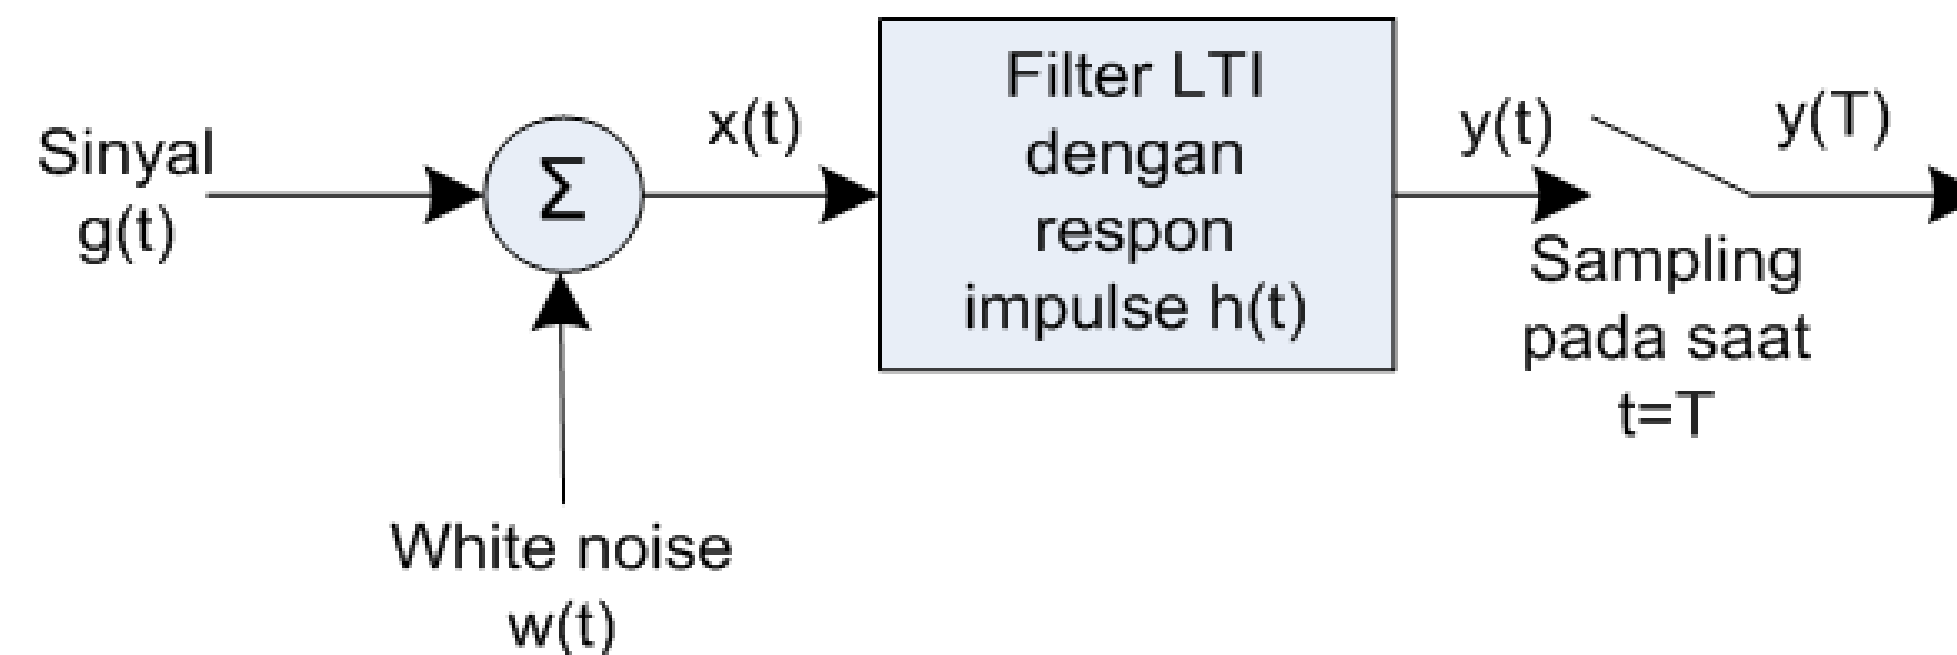 Sinyal
g(t)
Σ
White noise
w(t)
x(t)
Filter LTI
dengan
respon
impulse h(t)
y(t)
Sampling
pada saat
t=T
y(T)